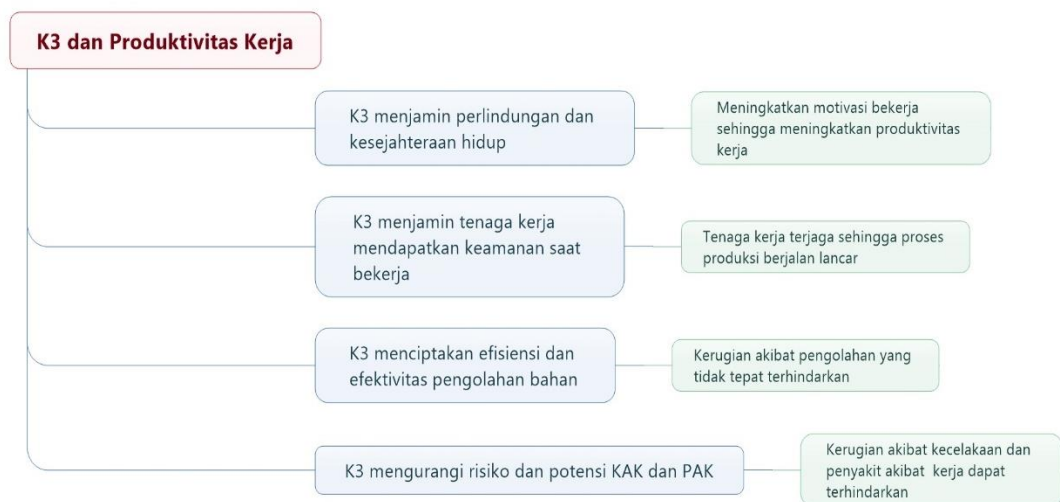 K3 dan Produktivitas Kerja
K3 menjamin perlindungan dan
kesejahteraan hidup
Meningkatkan motivasi bekerja
sehingga meningkatkan produktivitas
kerja
K3 menjamin tenaga kerja
mendapatkan keamanan saat
bekerja
Tenaga kerja terjaga sehingga proses
produksi berjalan lancar
K3 menciptakan efisiensi dan
efektivitas pengolahan bahan
Kerugian akibat pengolahan yang
tidak tepat terhindarkan
K3 mengurangi risiko dan potensi KAK dan PAK
Kerugian akibat kecelakaan dan
penyakit akibat kerja dapat
terhindarkan